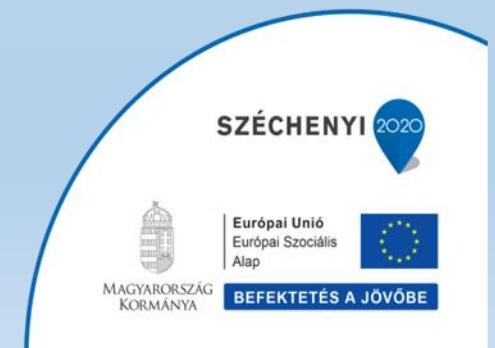 SZÉCHENYI 2020
Európai Unió
Európai Szociális
Alap
MAGYARORSZÁG
KORMÁNYA
BEFEKTETÉS A JÖVŐBE